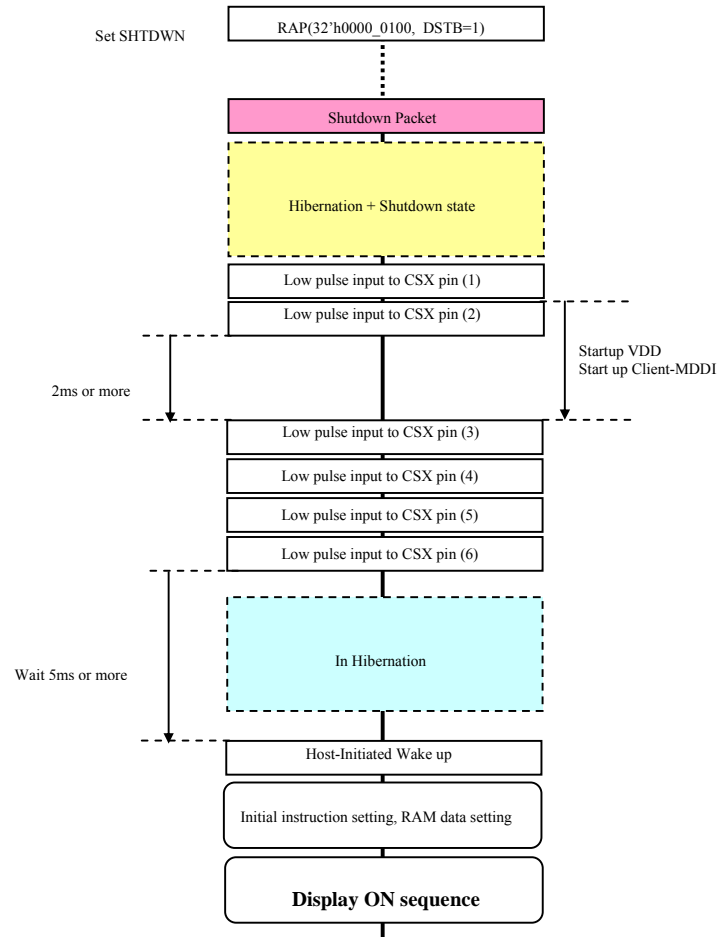 Set SHTDWN
RAP(32'h0000_0100, DSTB=1)
Shutdown Packet
Hibernation + Shutdown state
Low pulse input to CSX pin (1)
Low pulse input to CSX pin (2)
Startup VDD
Start up Client-MDDI
2ms or more
Low pulse input to CSX pin (3)
Low pulse input to CSX pin (4)
Low pulse input to CSX pin (5)
Low pulse input to CSX pin (6)
In Hibernation
Wait 5ms or more
Host-Initiated Wake up
Initial instruction setting, RAM data setting
Display ON sequence